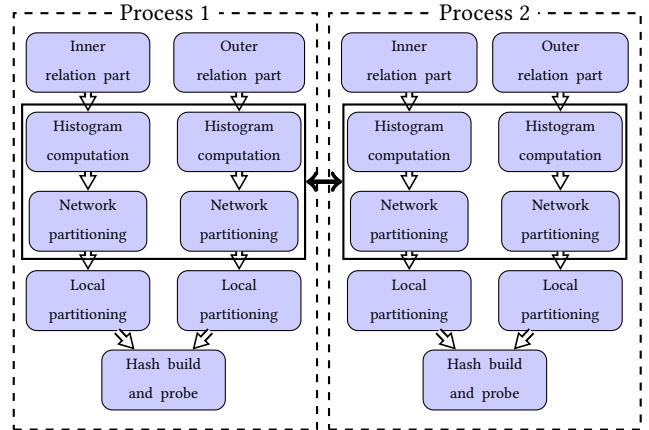 Process 1
Inner
relation part
Outer
relation part
Histogram
computation
Histogram
computation
Network
partitioning
Network
partitioning
Local
partitioning
Local
partitioning
Hash build
and probe
Process 2
Inner
relation part
Outer
relation part
Histogram
computation
Histogram
computation
Network
partitioning
Network
partitioning
Local
partitioning
Local
partitioning
Hash build
and probe